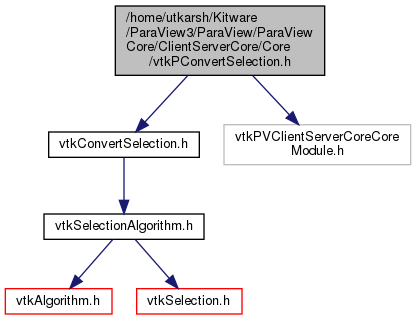 /home/utkarsh/Kitware
/ParaView3/ParaView/ParaView
Core/ClientServerCore/Core
/vtkPConvertSelection.h
vtkConvertSelection.h
vtkPVClientServerCoreCore
Module.h
vtkSelectionAlgorithm.h
vtkAlgorithm.h
vtkSelection.h